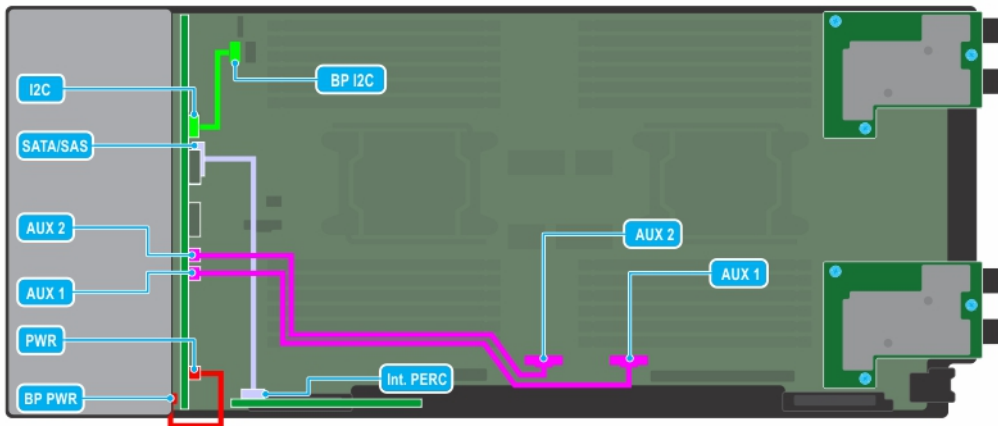 I2C
BP I2C
SATA/SAS
AUX 2
AUX 2
AUX 1
AUX 1
PWR
Int. PERC
BP PWR